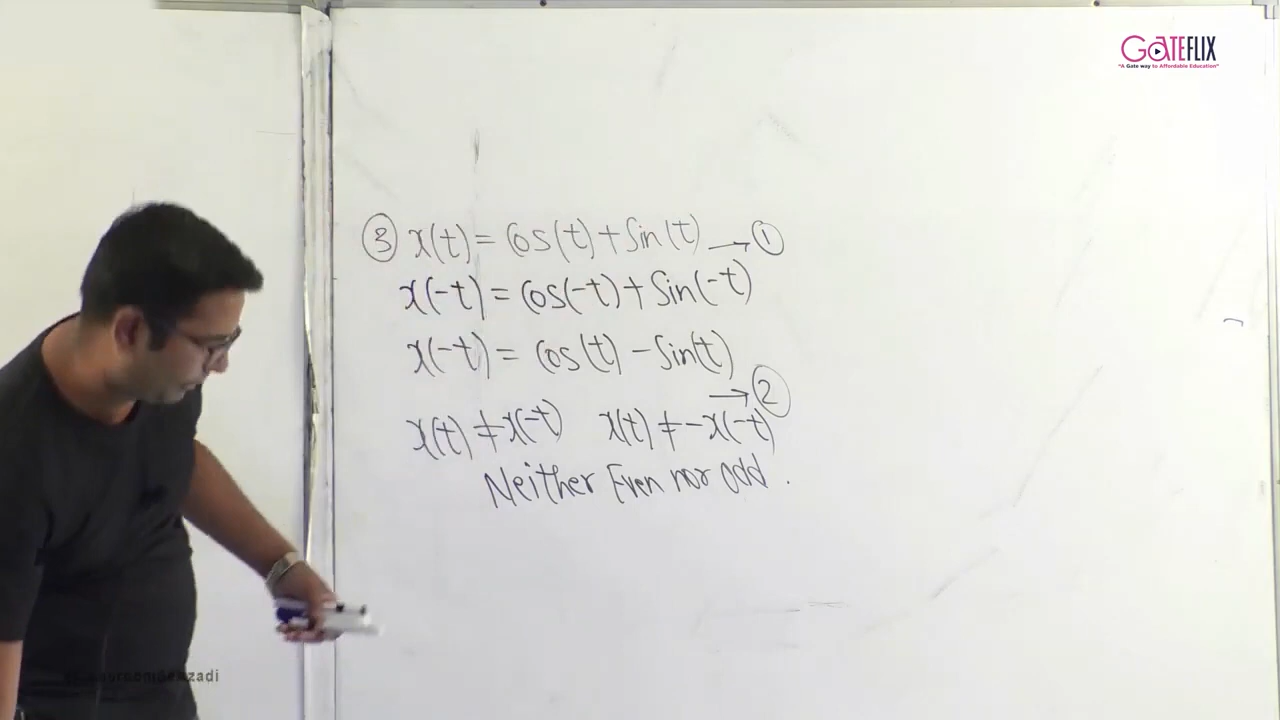 GATEFLIX
"A Gate way to Affordable Education"
③ x(t) = Cos(t) + Sin(t) → ①
x(-t) = Cos(-t) + Sin(-t)
x(-t) = Cos(t) - Sin(t)
→ ②
x(t) ≠ x(-t) x(t) ≠ -x(-t)
Neither Even nor odd.